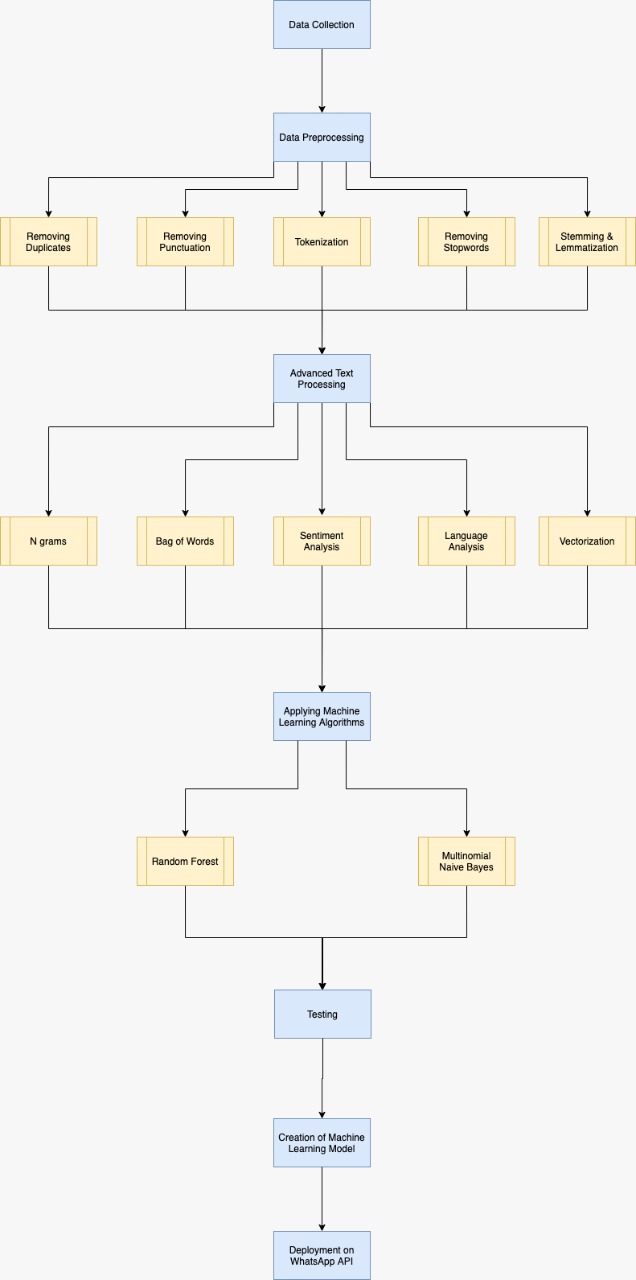 Data Collection
Data Preprocessing
Removing
Duplicates
Removing
Punctuation
Tokenization
Removing
Stopwords
Stemming &
Lemmatization
Advanced Text
Processing
N grams
Bag of Words
Sentiment
Analysis
Language
Analysis
Vectorization
Applying Machine
Learning Algorithms
Random Forest
Multinomial
Naive Bayes
Testing
Creation of Machine
Learning Model
Deployment on
WhatsApp API